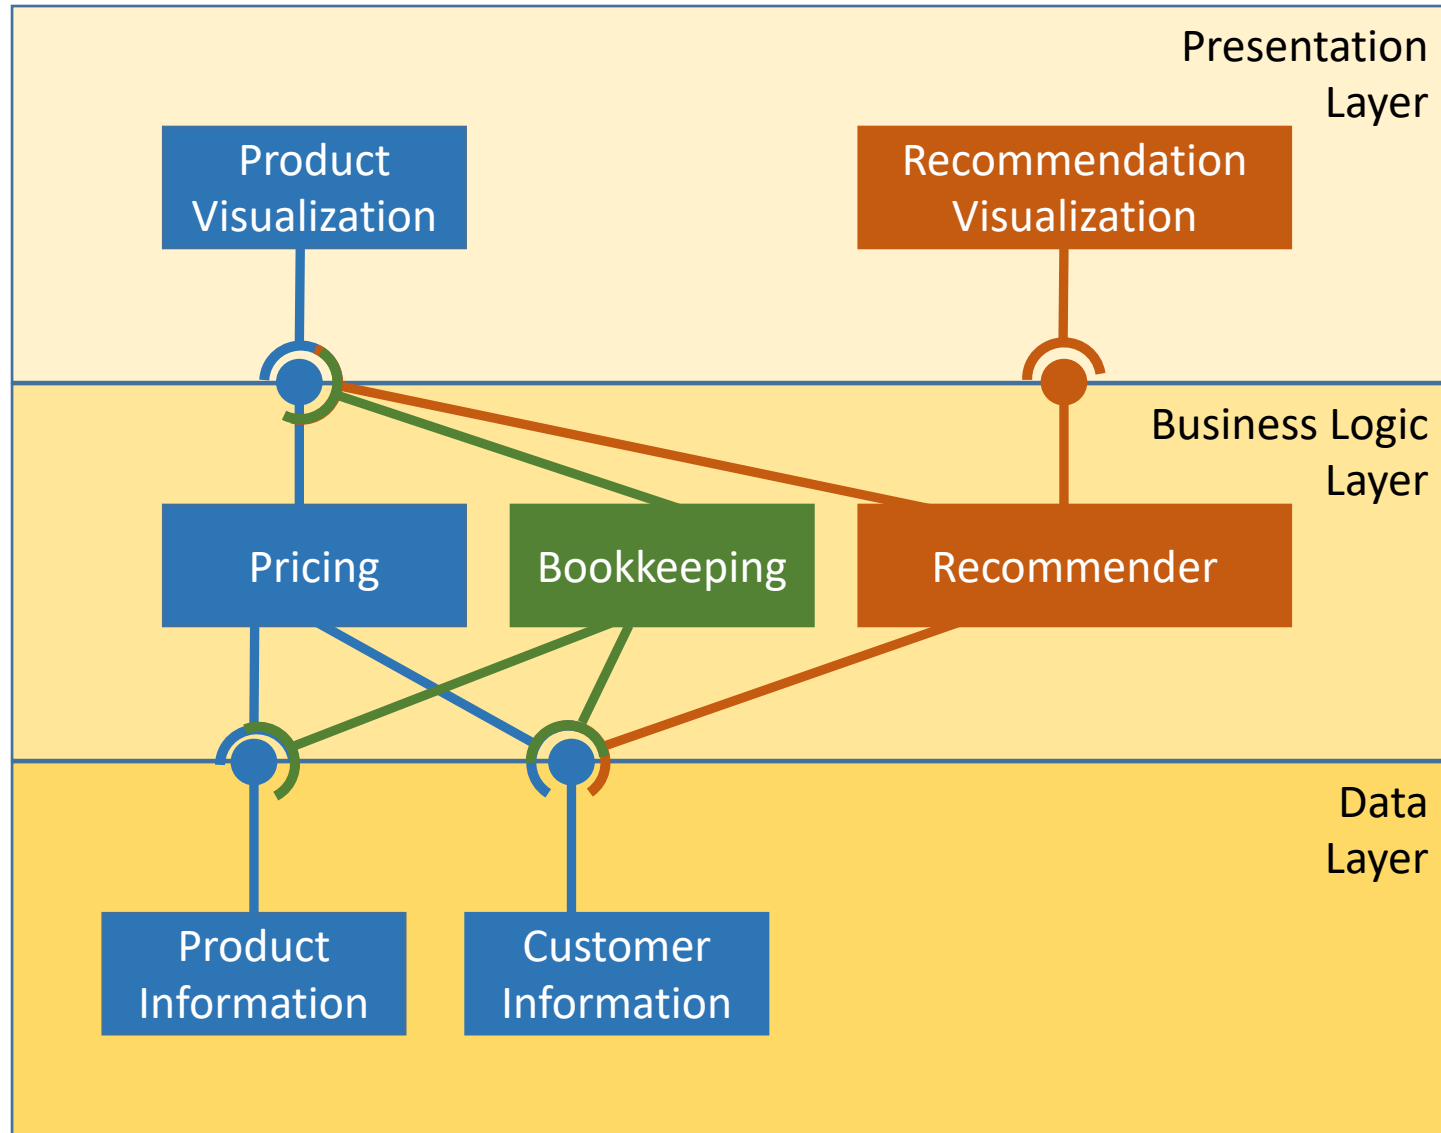 Presentation
Layer
Product
Visualization
Recommendation
Visualization
Business Logic
Layer
Pricing
Bookkeeping
Recommender
Data
Layer
Product
Information
Customer
Information